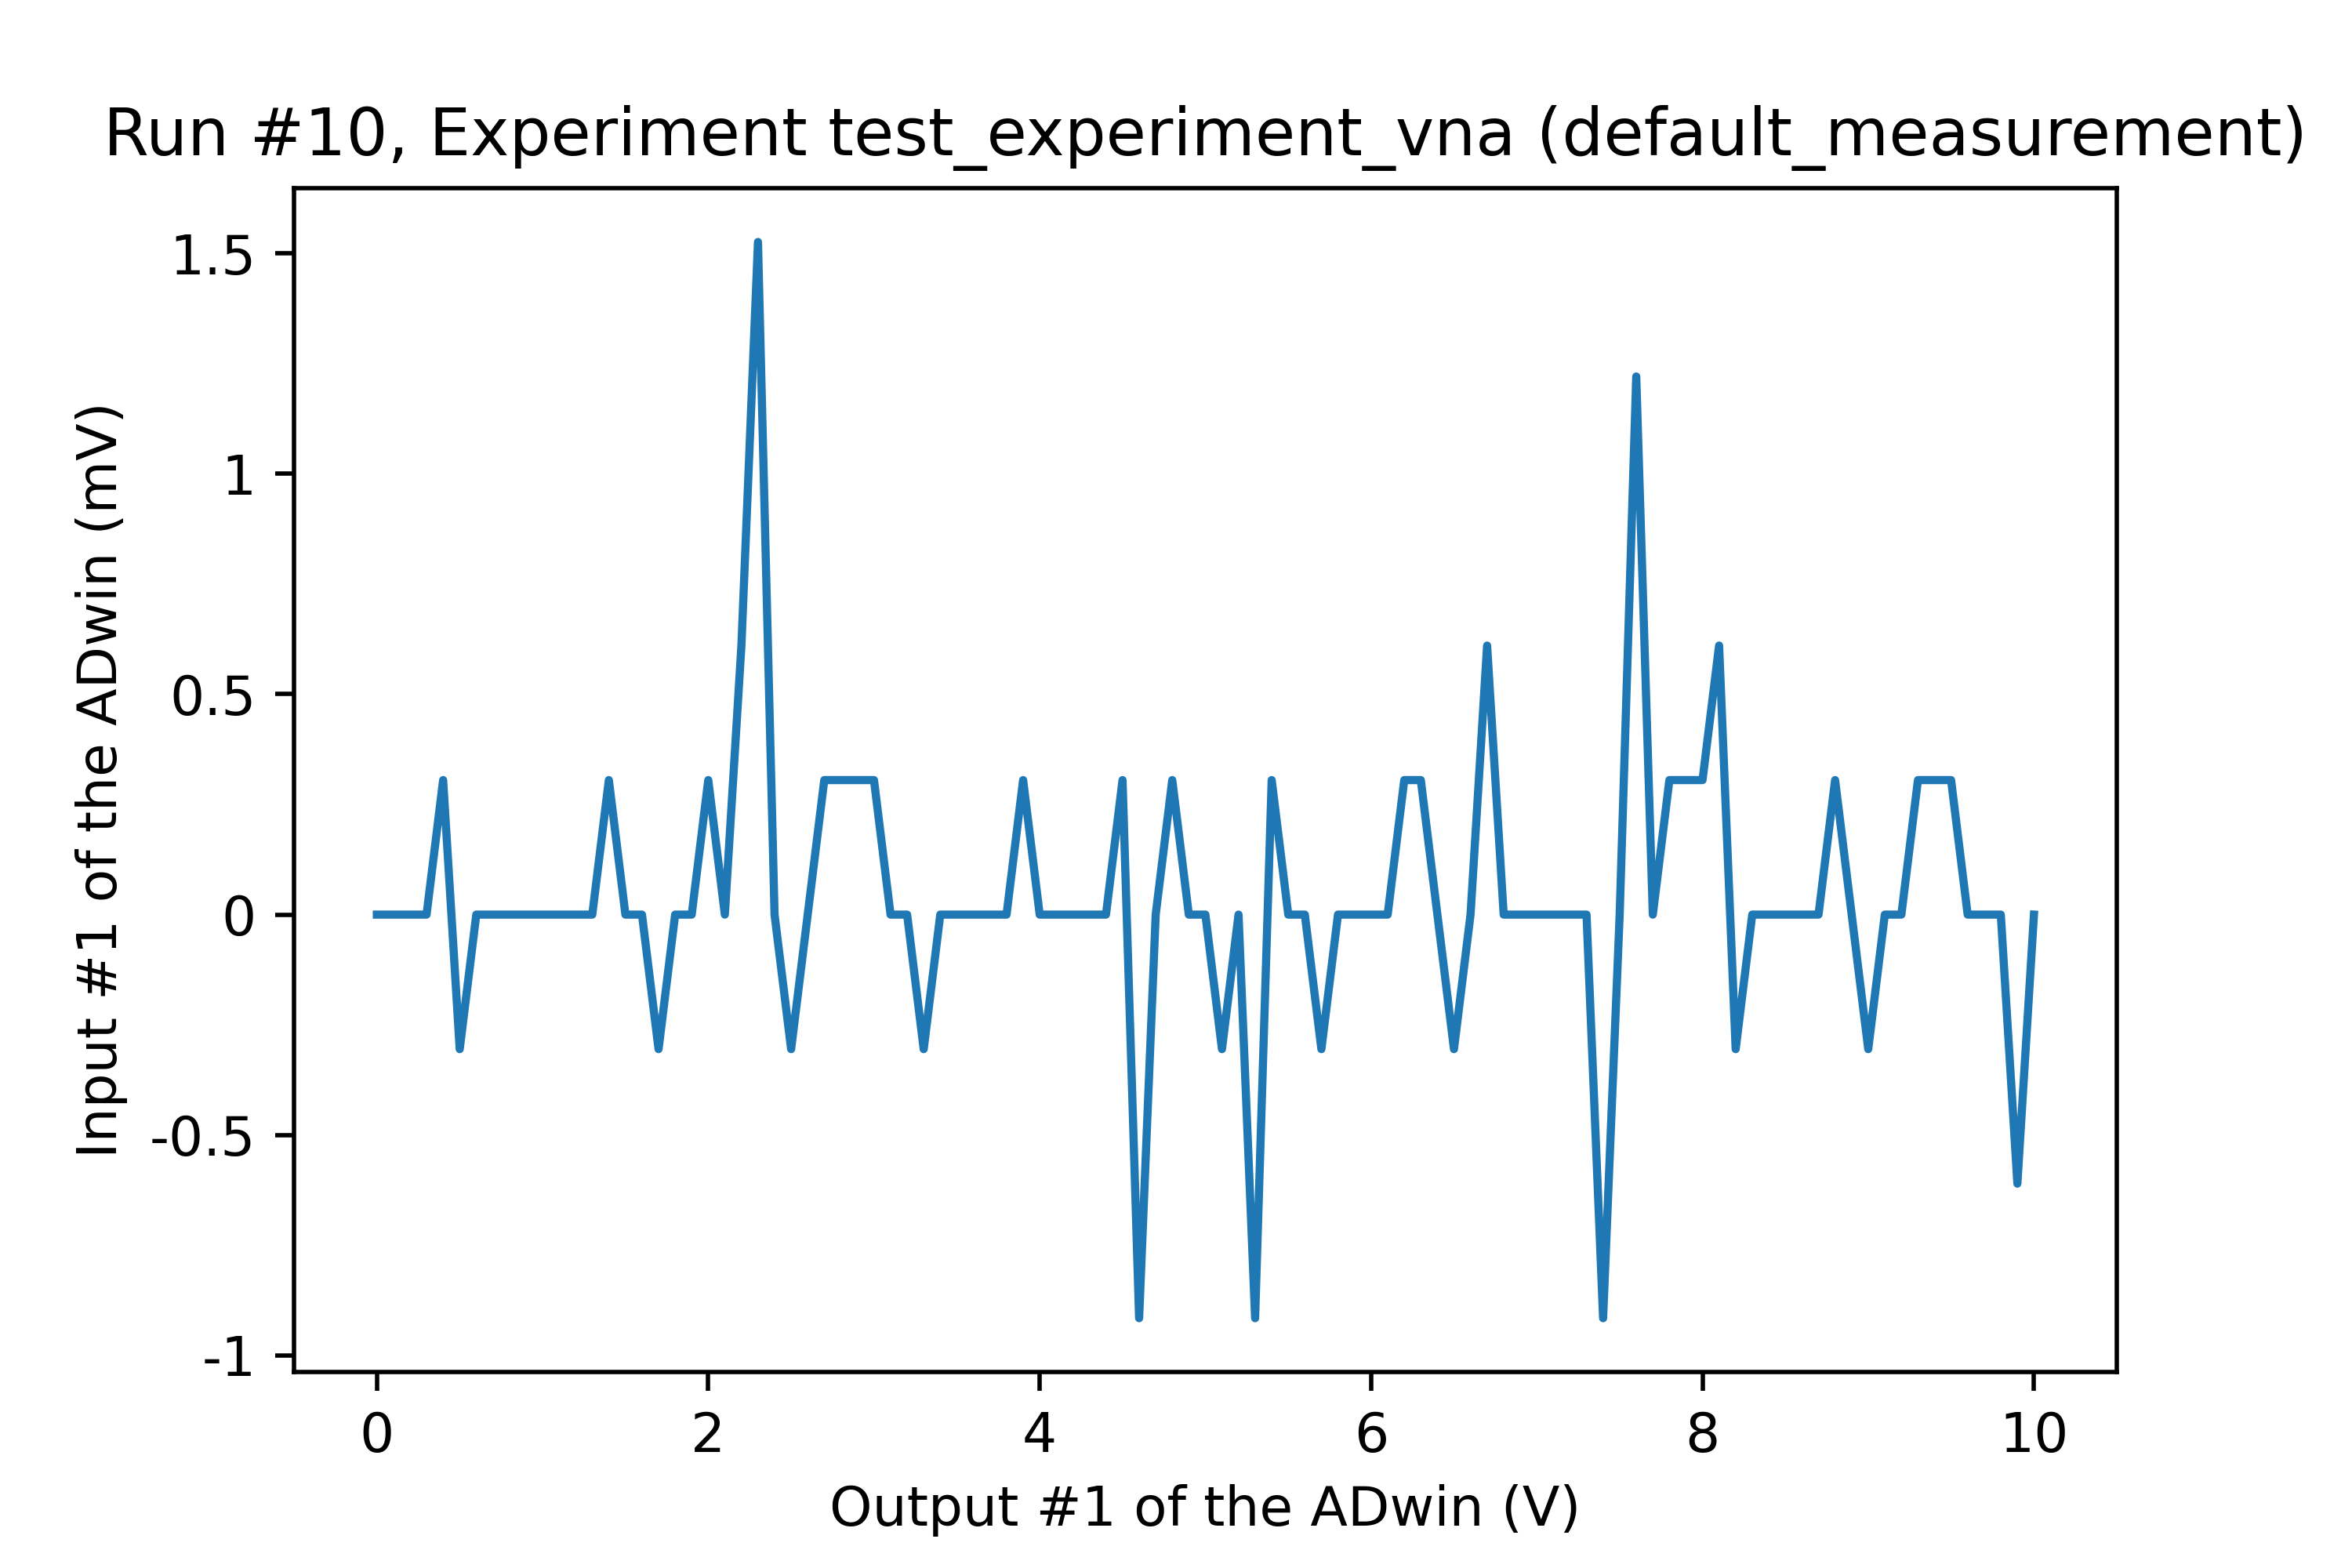 Run #10, Experiment test_experiment_vna (default_measurement)
Input #1 of the ADwin (mV)
1.5
1
0.5
0
-0.5
-1
0 2 4 6 8 10
Output #1 of the ADwin (V)